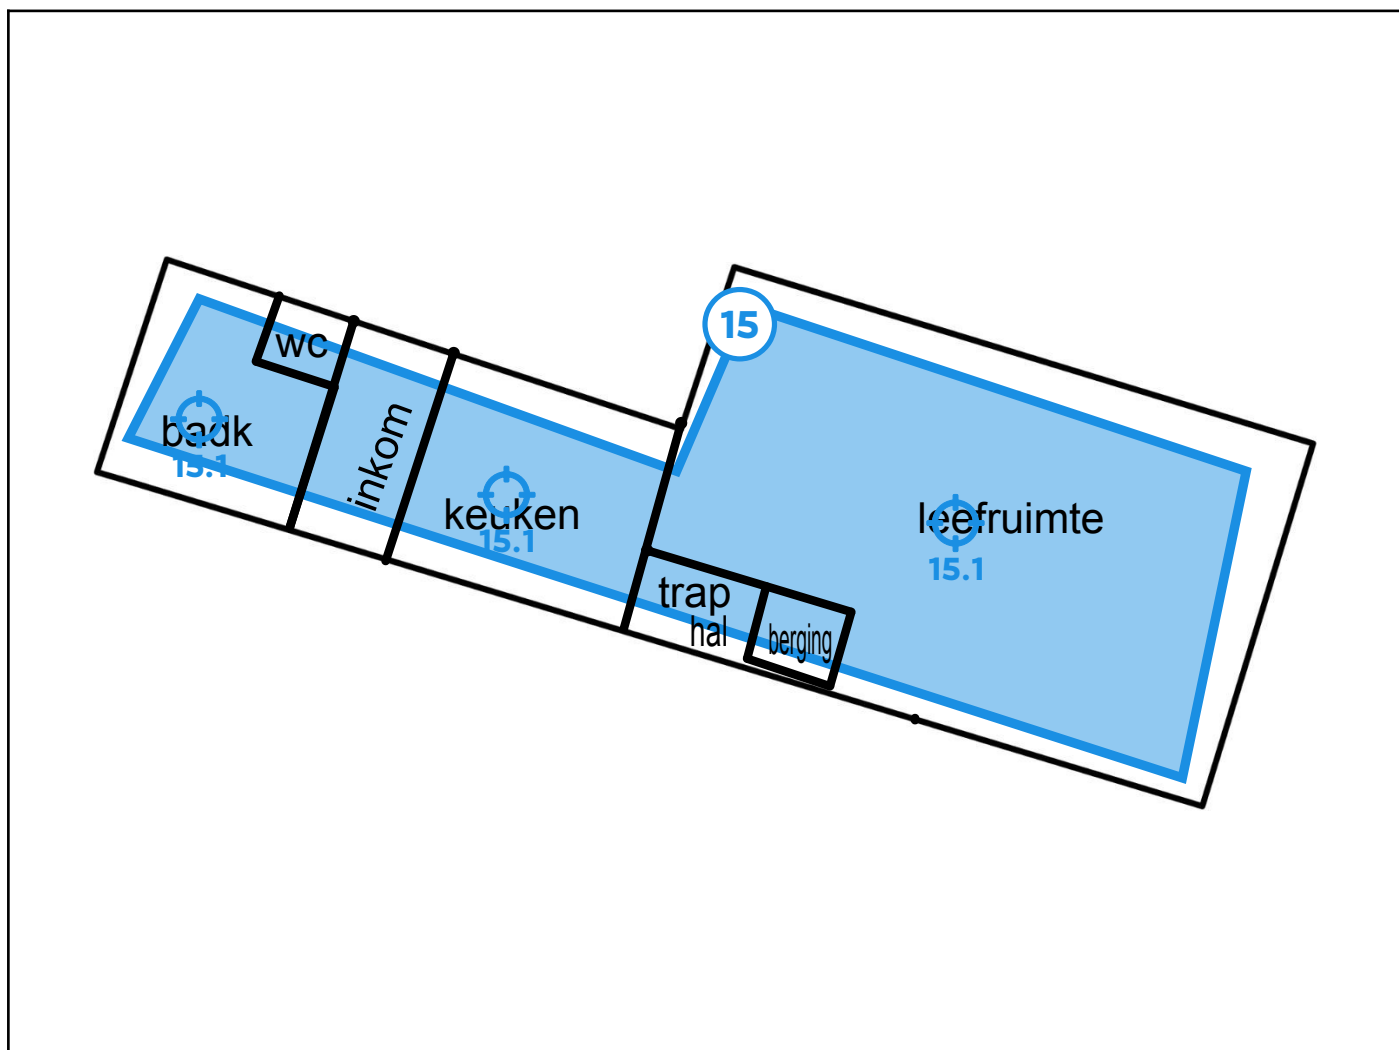 15
wc
badk
15.1
inkom
keuken
15.1
leefruimte
15.1
trap
hal
berging